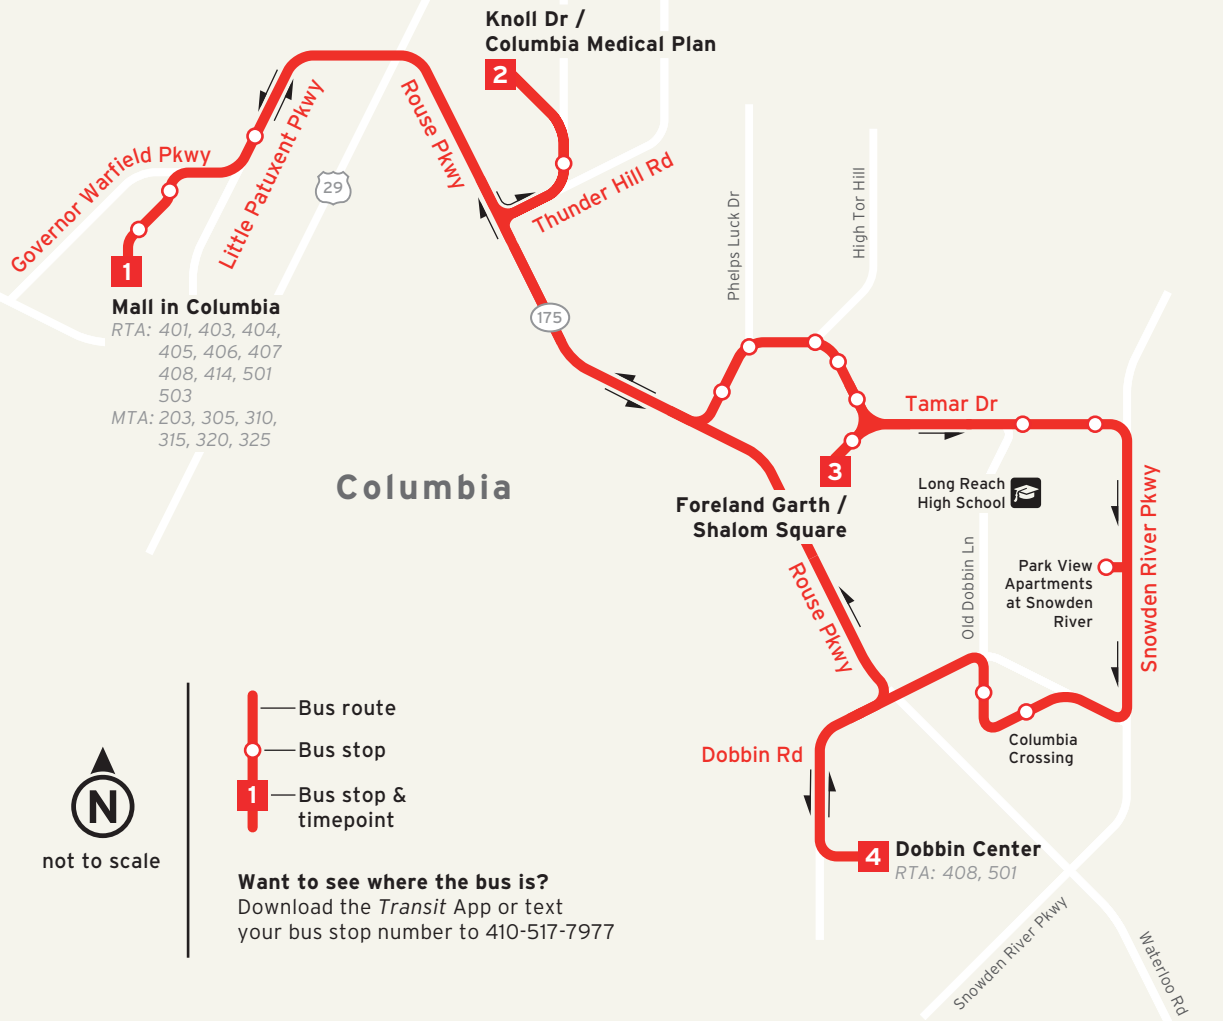 Knoll Dr /
Columbia Medical Plan
2
Rouse Pkwy
Little Patuxent Pkwy
Governor Warfield Pkwy
29
Thunder Hill Rd
1
Mall in Columbia
RTA: 401, 403, 404,
405, 406, 407
408, 414, 501
503
MTA: 203, 305, 310,
315, 320, 325
175
Phelps Luck Dr
High Tor Hill
Tamar Dr
3
Foreland Garth /
Shalom Square
Columbia
Long Reach
High School
Old Dobbin Ln
Park View
Apartments
at Snowden
River
Snowden River Pkwy
Rouse Pkwy
Columbia
Crossing
Dobbin Rd
4
Dobbin Center
RTA: 408, 501
Snowden River Pkwy
Waterloo Rd
N
not to scale
Bus route
Bus stop
1
Bus stop &
timepoint
Want to see where the bus is?
Download the Transit App or text
your bus stop number to 410-517-7977